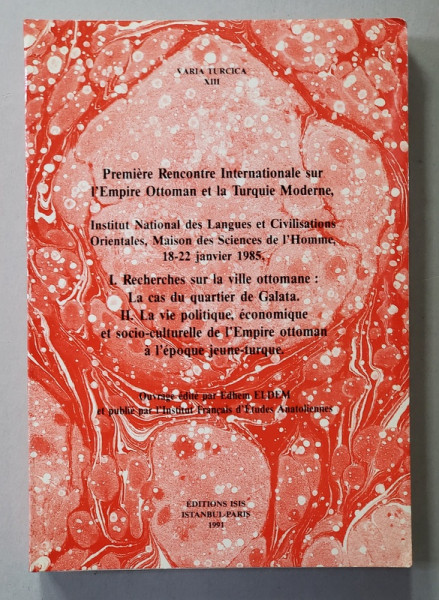 VARIA TURCICA
XIII
Première Rencontre Internationale sur
l'Empire Ottoman et la Turquie Moderne,
Institut National des Langues et Civilisations
Orientales, Maison des Sciences de l'Homme,
18-22 janvier 1985.
I. Recherches sur la ville ottomane :
La cas du quartier de Galata.
II. La vie politique, économique
et socio-culturelle de l'Empire ottoman
à l'époque jeune-turque.
Ouvrage édité par Edhem ELDEM
et publié par l'Institut Français d'Études Anatoliennes
ÉDITIONS ISIS
ISTANBUL-PARIS
1991